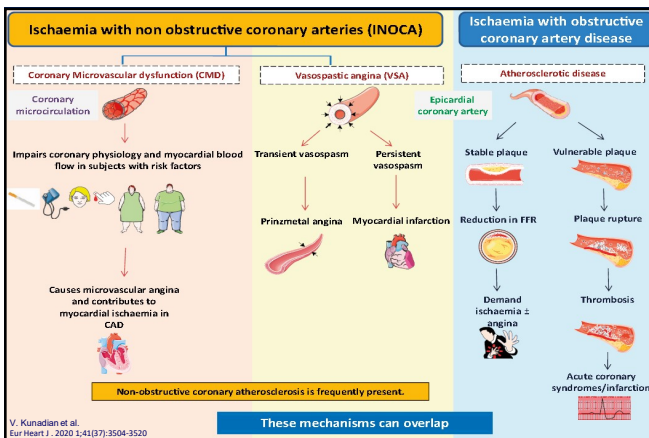 Ischaemia with non obstructive coronary arteries (INOCA)
Ischaemia with obstructive
coronary artery disease
Coronary Microvascular dysfunction (CMD)
Vasospastic angina (VSA)
Atherosclerotic disease
Coronary
microcirculation
Epicardial
coronary artery
Impairs coronary physiology and myocardial blood
flow in subjects with risk factors
Transient vasospasm
Persistent
vasospasm
Stable plaque
Vulnerable plaque
Prinzmetal angina
Myocardial infarction
Reduction in FFR
Plaque rupture
Causes microvascular angina
and contributes to
myocardial ischaemia in
CAD
Demand
ischaemia ±
angina
Thrombosis
Non-obstructive coronary atherosclerosis is frequently present.
Acute coronary
syndromes/infarction
V. Kunadian et al.
Eur Heart J . 2020 1;41(37):3504-3520
These mechanisms can overlap